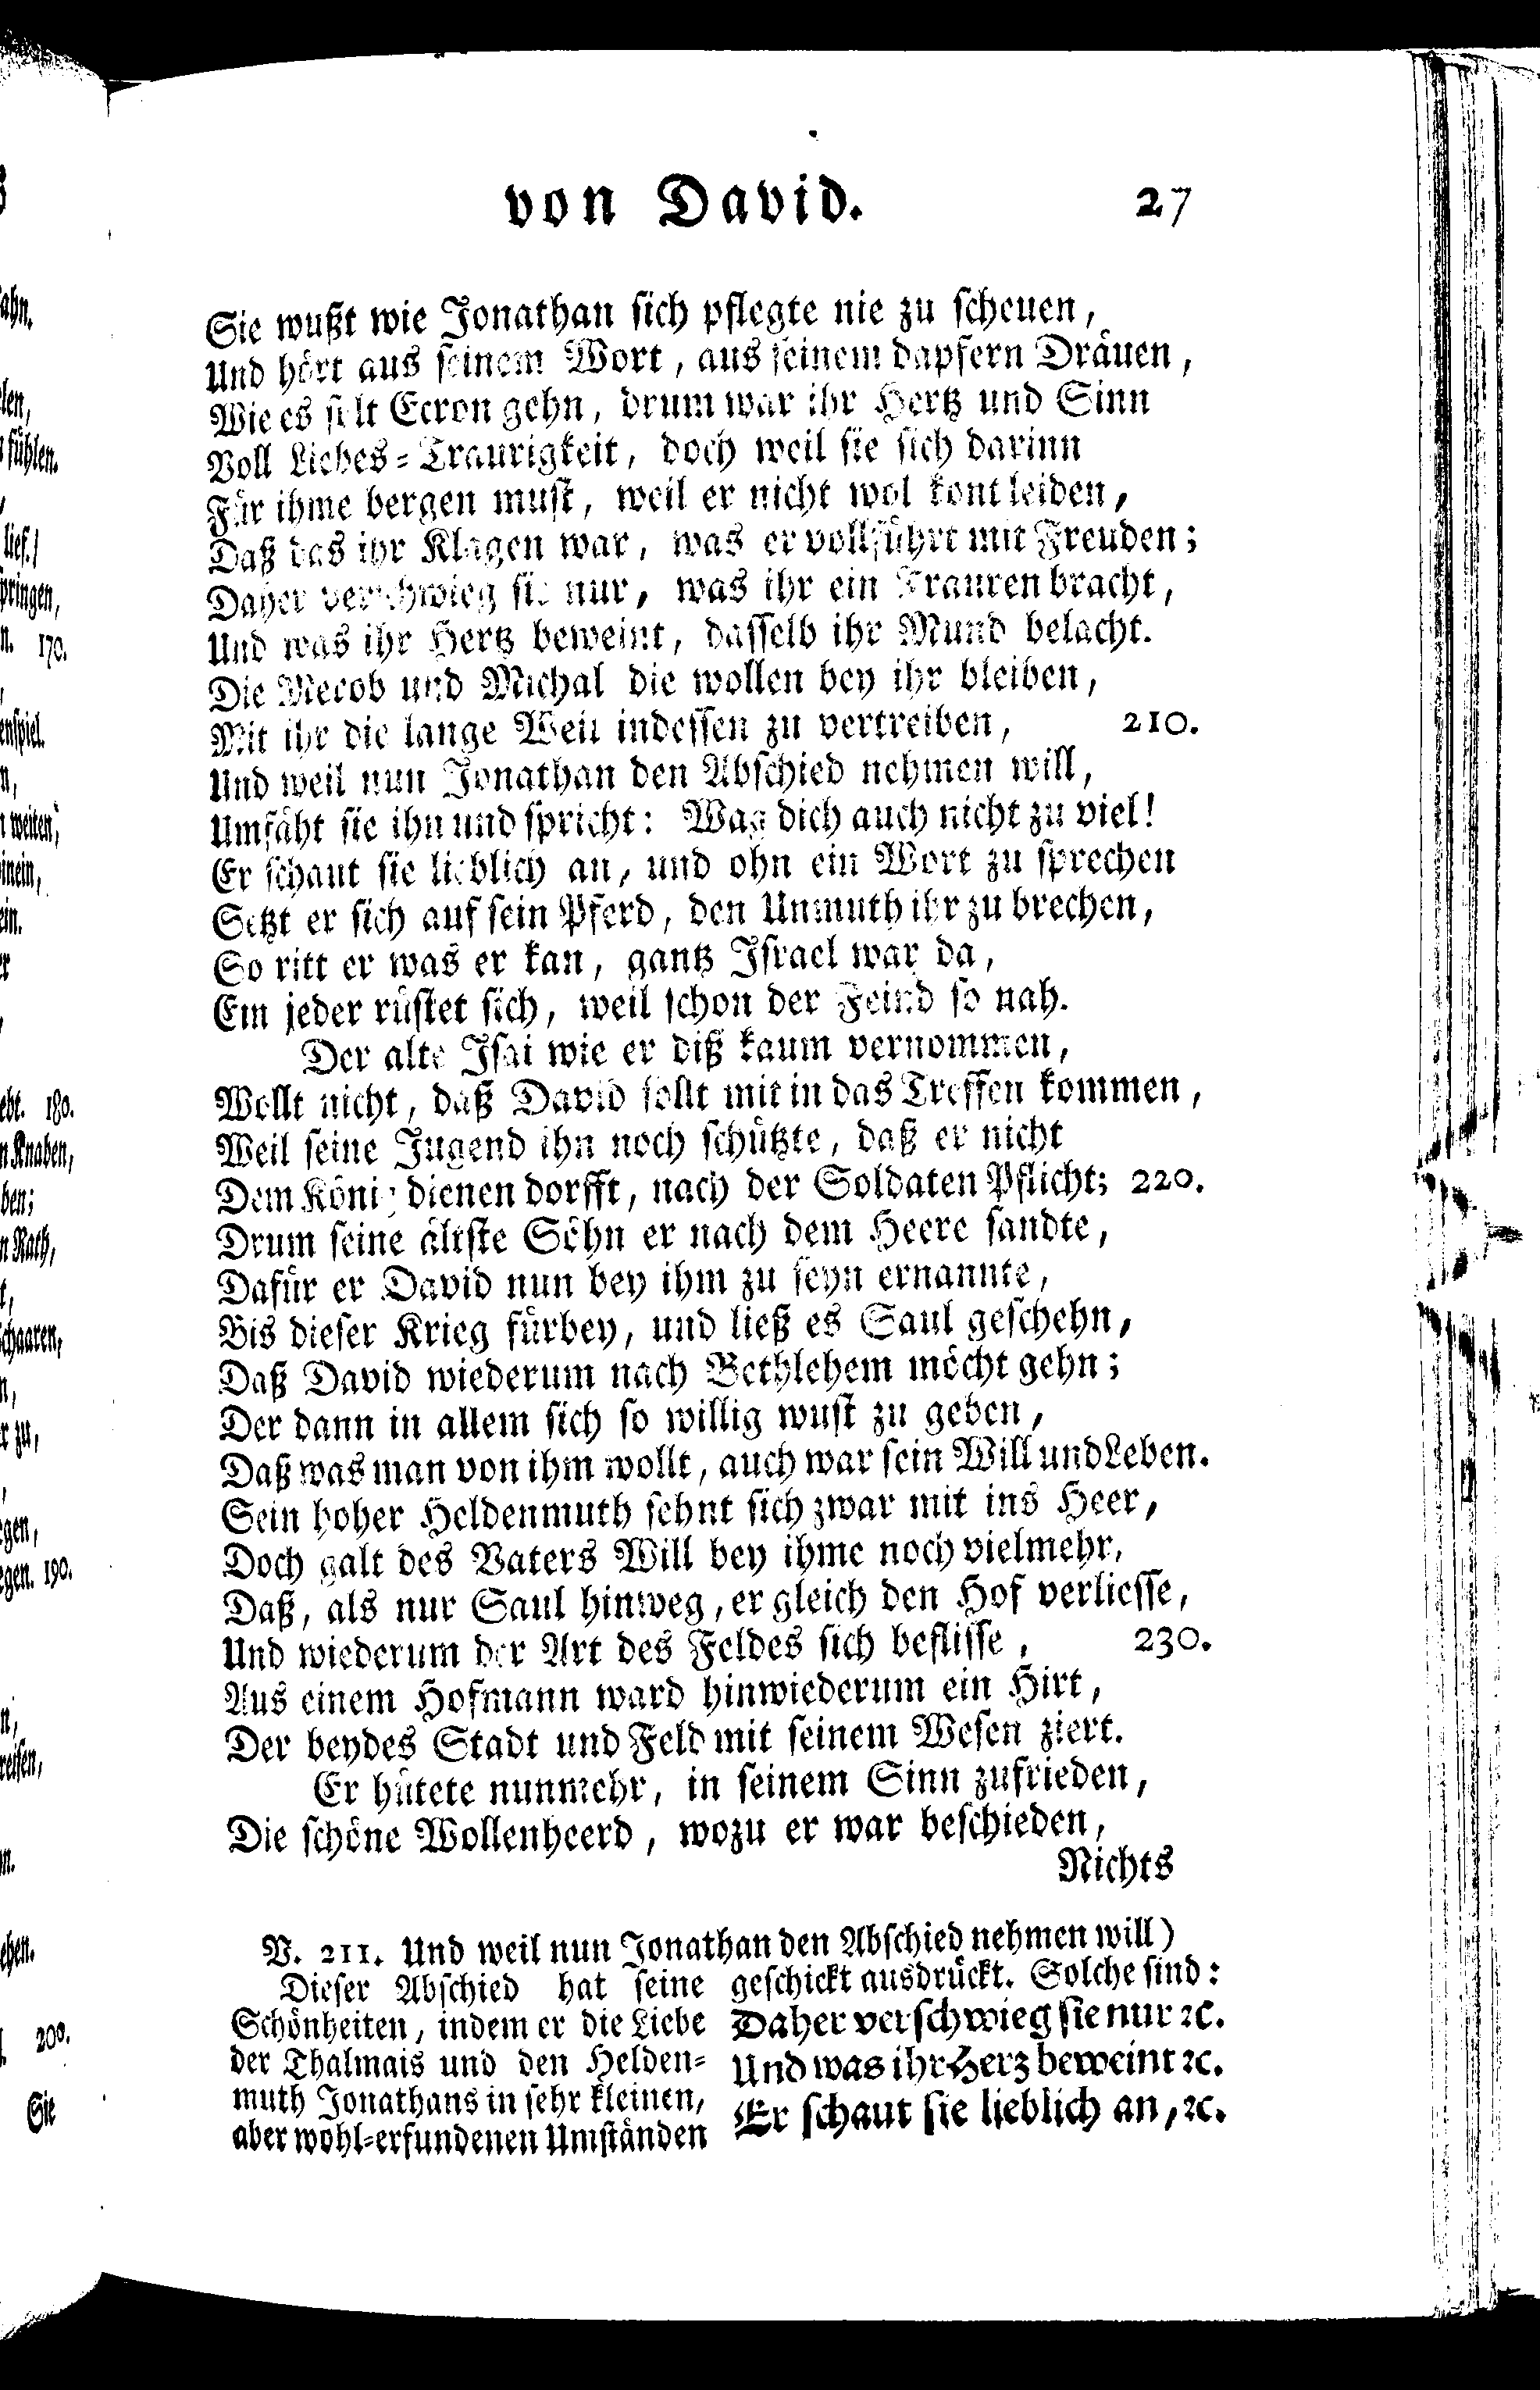 von David. 27
Sie wußt wie Jonathan sich pflegte nie zu scheuen,
Und hört aus seinem Wort, aus seinem dapfern Dräuen,
Wie es solt Ecron gehn, drum war ihr Hertz und Sinn
Voll Liebes-Traurigkeit, doch weil sie sich darinn
Für ihme bergen must, weil er nicht wol kont leiden,
Daß das ihr Klagen war, was er vollführt mit Freuden;
Daher verschwieg sie nur, was ihr ein Trauren bracht,
Und was ihr Hertz beweint, dasselb ihr Mund belacht.
Die Merob und Michal die wollen bey ihr bleiben,
Mit ihr die lange Weil indessen zu vertreiben, 210.
Und weil nun Jonathan den Abschied nehmen will,
Umfäht sie ihn und spricht: Wag dich auch nicht zu viel!
Er schaut sie lieblich an, und ohn ein Wort zu sprechen
Setzt er sich auf sein Pferd, den Unmuth ihr zu brechen,
So ritt er was er kan, gantz Israel war da,
Ein jeder rüstet sich, weil schon der Feind so nah.
Der alte Isai wie er diß kaum vernommen,
Wollt nicht, daß David sollt mit in das Treffen kommen,
Weil seine Jugend ihn noch schützte, daß er nicht
Dem König dienen dorfft, nach der Soldaten Pflicht; 220.
Drum seine älteste Söhn er nach dem Heere sandte,
Dafür er David nun bey ihm zu seyn ernannte,
Bis dieser Krieg fürbey, und ließ es Saul geschehn,
Daß David wiederum nach Bethlehem möcht gehn;
Der dann in allem sich so willig wust zu geben,
Daß was man von ihm wollt, auch war sein Will und Leben.
Sein hoher Heldenmuth sehnt sich zwar mit ins Heer,
Doch galt des Vaters Will bey ihme noch vielmehr,
Daß, als nur Saul hinweg, er gleich den Hof verliesse,
Und wiederum der Art des Feldes sich beflisse, 230.
Aus einem Hofmann ward hinwiederum ein Hirt,
Der beydes Stadt und Feld mit seinem Wesen ziert.
Er hütete nunmehr, in seinem Sinn zufrieden,
Die schöne Wollenheerd, wozu er war beschieden,
Nichts
V. 211. Und weil nun Jonathan den Abschied nehmen will)
Dieser Abschied hat seine
Schönheiten, indem er die Liebe
der Thalmais und den Helden-
muth Jonathans in sehr kleinen,
aber wohl-erfundenen Umständen
geschickt ausdrückt. Solche sind:
Daher verschwieg sie nur ꝛc.
Und was ihr Herz beweint ꝛc.
Er schaut sie lieblich an, ꝛc.
170.
180.
Knaben,
Rath,
190.
200.
Sie